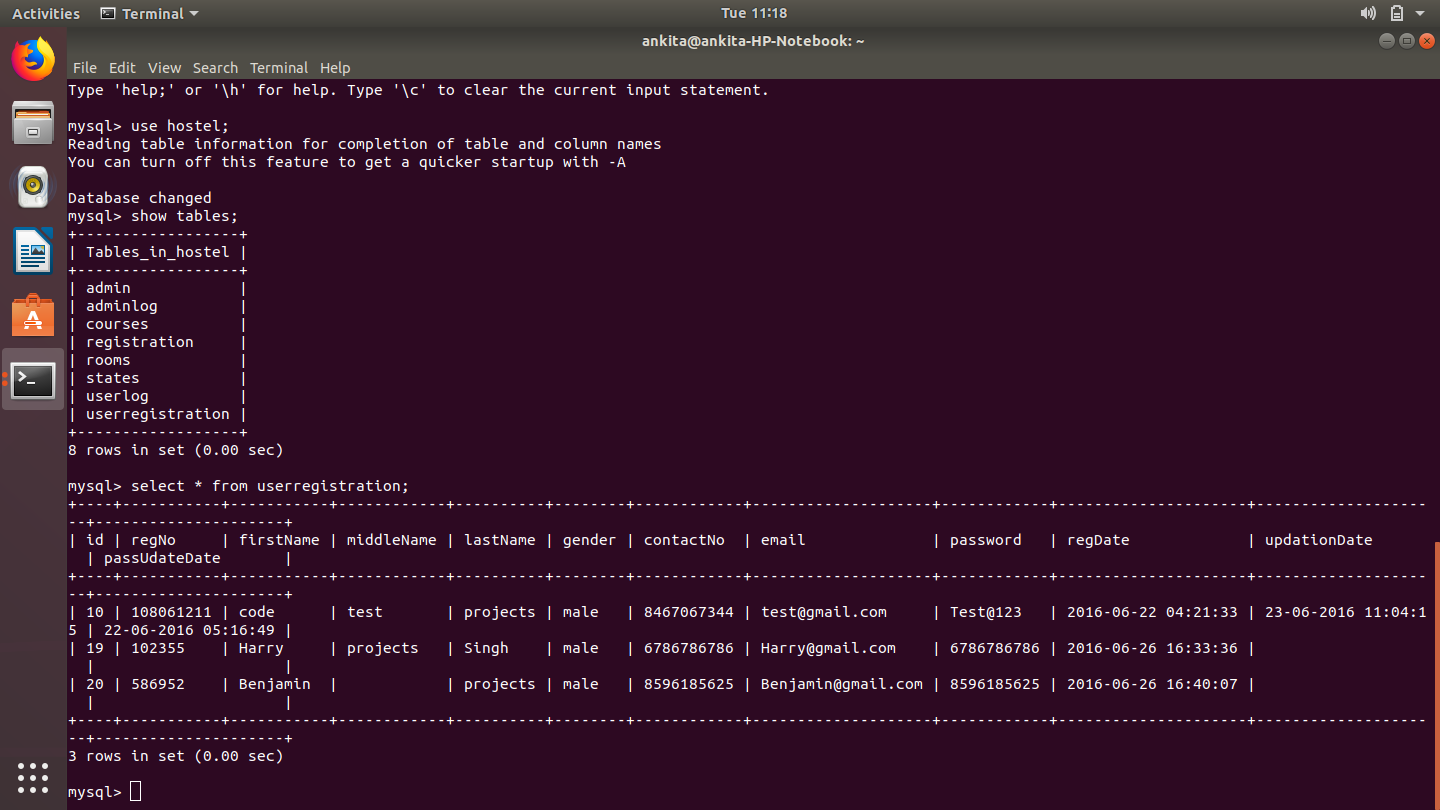 Activities Terminal Tue 11:18
ankita@ankita-HP-Notebook: ~
File Edit View Search Terminal Help
Type 'help;' or '\h' for help. Type '\c' to clear the current input statement.
mysql> use hostel;
Reading table information for completion of table and column names
You can turn off this feature to get a quicker startup with -A
Database changed
mysql> show tables;
+------------------+
| Tables_in_hostel |
+------------------+
| admin            |
| adminlog         |
| courses          |
| registration     |
| rooms            |
| states           |
| userlog          |
| userregistration |
+------------------+
8 rows in set (0.00 sec)
mysql> select * from userregistration;
+----+-----------+-----------+------------+----------+--------+------------+--------------------+------------+---------------------+-------------------
--+---------------------+
| id | regNo     | firstName | middleName | lastName | gender | contactNo  | email              | password   | regDate             | updationDate
  | passUdateDate       |
+----+-----------+-----------+------------+----------+--------+------------+--------------------+------------+---------------------+-------------------
--+---------------------+
| 10 | 108061211 | code      | test       | projects | male   | 8467067344 | test@gmail.com     | Test@123   | 2016-06-22 04:21:33 | 23-06-2016 11:04:1
5 | 22-06-2016 05:16:49 |
| 19 | 102355    | Harry     | projects   | Singh    | male   | 6786786786 | Harry@gmail.com    | 6786786786 | 2016-06-26 16:33:36 |
  |                     |
| 20 | 586952    | Benjamin  |            | projects | male   | 8596185625 | Benjamin@gmail.com | 8596185625 | 2016-06-26 16:40:07 |
  |                     |
+----+-----------+-----------+------------+----------+--------+------------+--------------------+------------+---------------------+-------------------
--+---------------------+
3 rows in set (0.00 sec)
mysql>